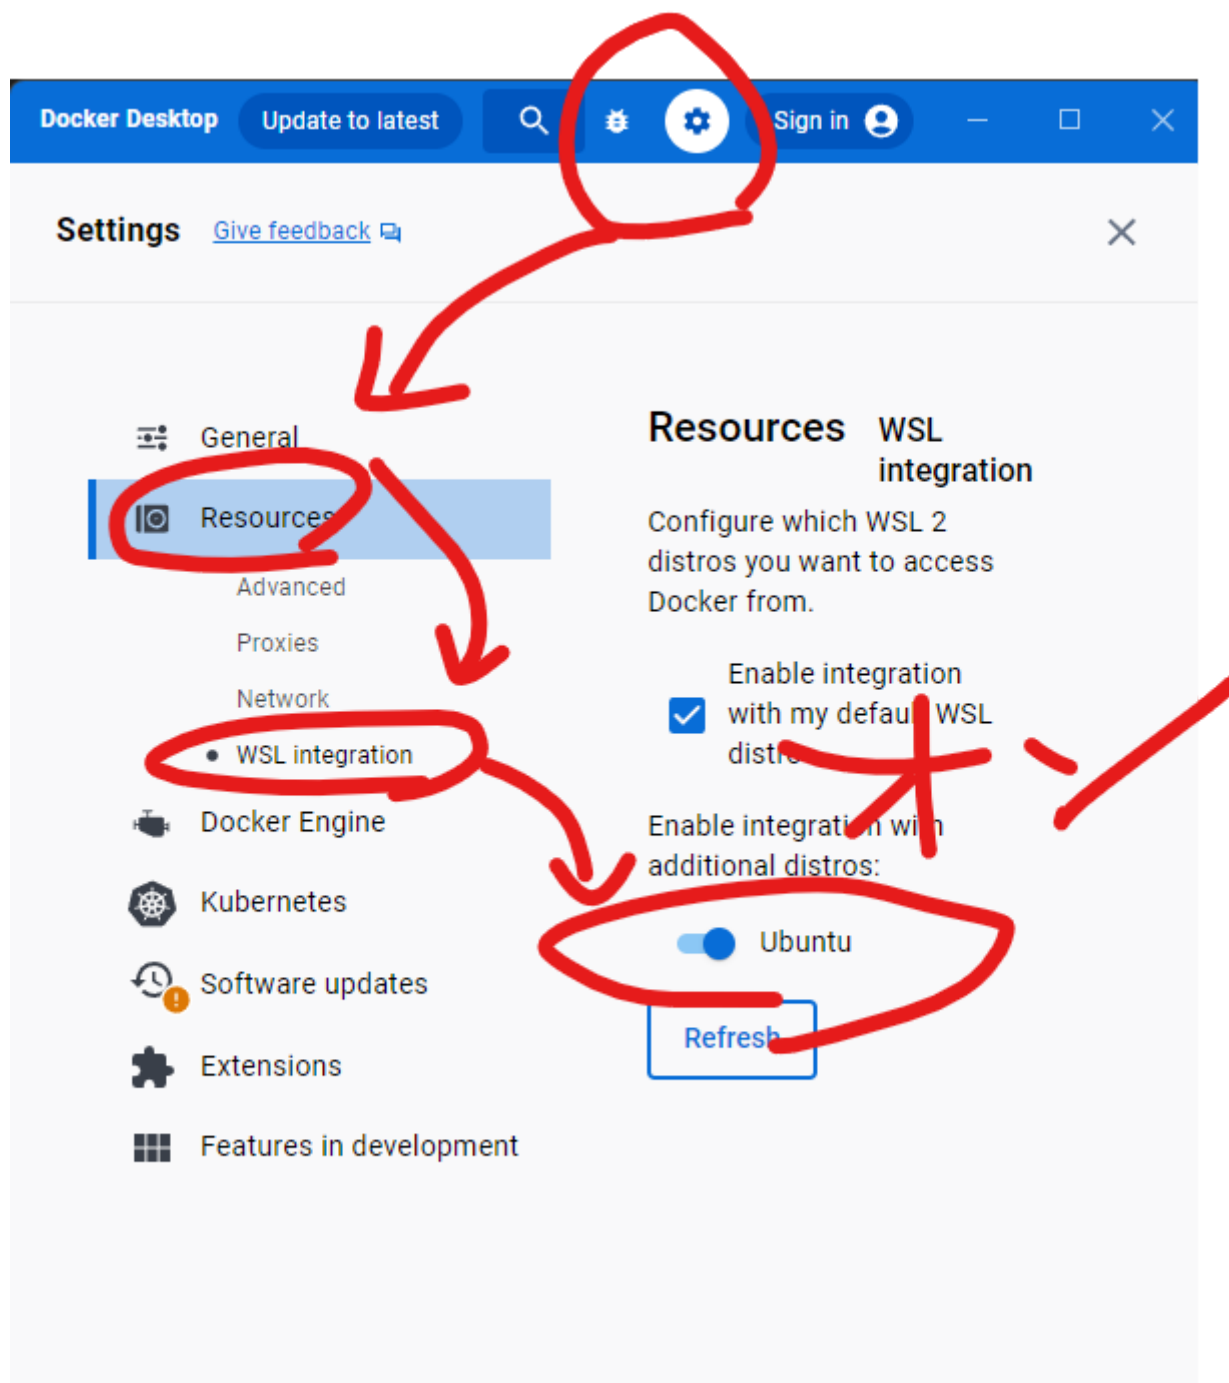 Docker Desktop Update to latest Sign in
Settings Give feedback
General
Resources
Advanced
Proxies
Network
WSL integration
Docker Engine
Kubernetes
Software updates
Extensions
Features in development
Resources WSL
integration
Configure which WSL 2
distros you want to access
Docker from.
Enable integration
with my default WSL
distro
Enable integration with
additional distros:
Ubuntu
Refresh